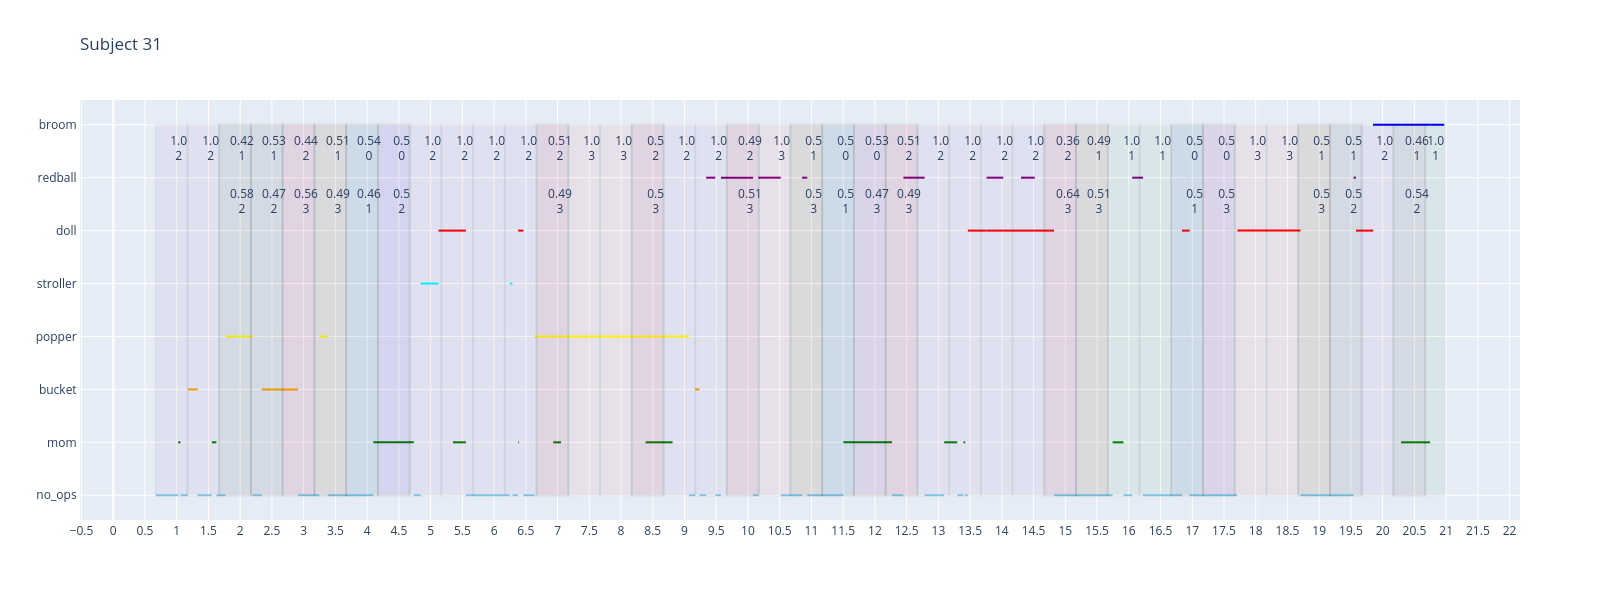 Subject 31
broom
1.0 1.0 0.42 0.53 0.44 0.51 0.54 0.5 1.0 1.0 1.0 1.0 0.51 1.0 1.0 0.5 1.0 1.0 0.49 1.0 0.5 0.5 0.53 0.51 1.0 1.0 1.0 1.0 0.36 0.49 1.0 1.0 0.5 0.5 1.0 1.0 0.5 0.5 1.0 0.46 1.0
2 2 1 1 2 1 0 0 2 2 2 2 2 3 3 2 2 2 2 3 1 0 0 2 2 2 2 2 2 1 1 1 0 0 3 3 1 1 2 1 1
redball
0.58 0.47 0.56 0.49 0.46 0.5 0.49 0.5 0.51 0.5 0.5 0.47 0.49 0.64 0.51 0.5 0.5 0.5 0.5 0.54
2 2 3 3 1 2 3 3 3 3 1 3 3 3 3 1 3 3 2 2
doll
stroller
popper
bucket
mom
no_ops
−0.5 0 0.5 1 1.5 2 2.5 3 3.5 4 4.5 5 5.5 6 6.5 7 7.5 8 8.5 9 9.5 10 10.5 11 11.5 12 12.5 13 13.5 14 14.5 15 15.5 16 16.5 17 17.5 18 18.5 19 19.5 20 20.5 21 21.5 22